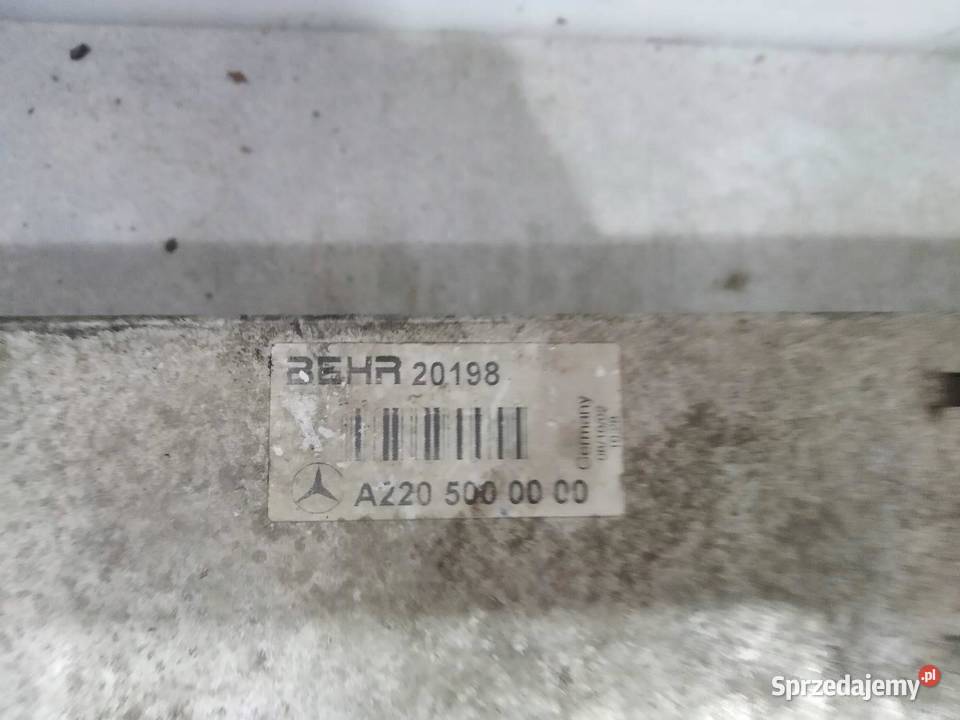 BEHR 20198
Germany
A220 500 00 00
Sprzedajemy.pl